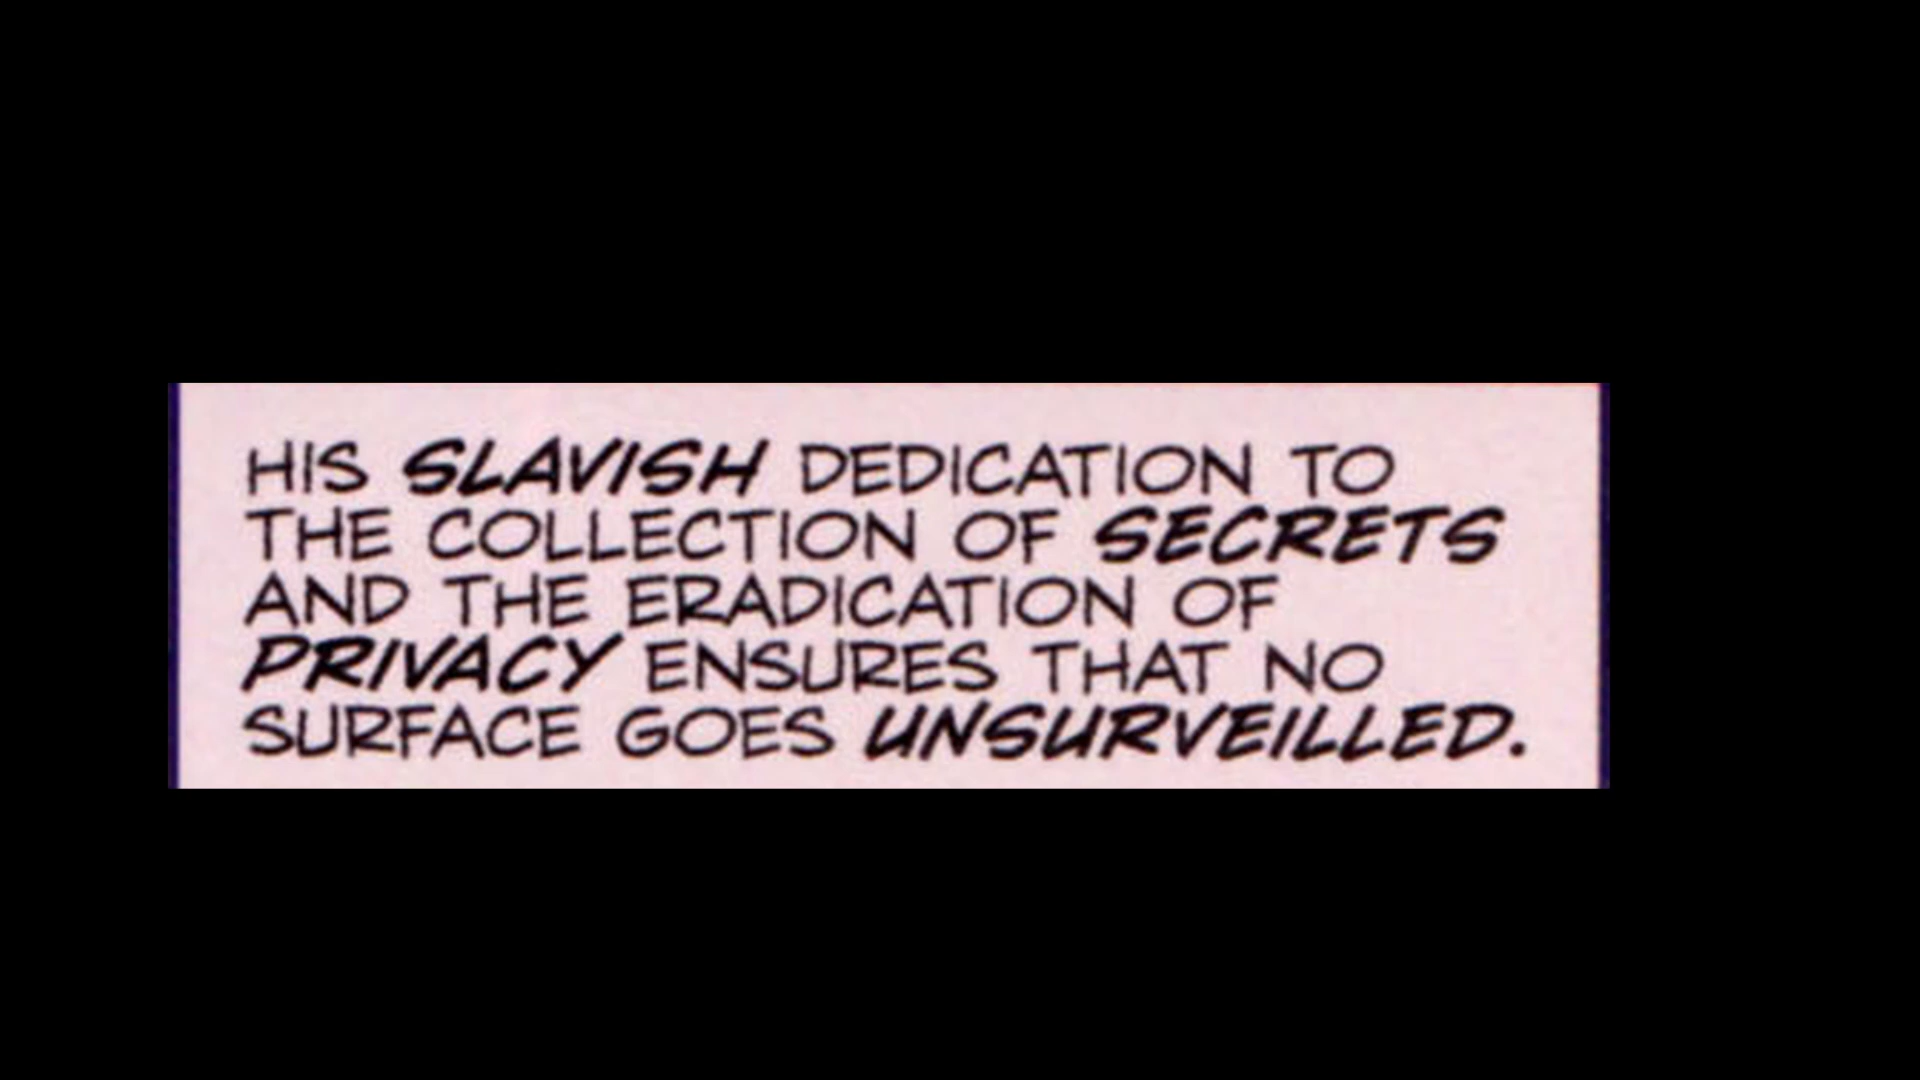 HIS SLAVISH DEDICATION TO
THE COLLECTION OF SECRETS
AND THE ERADICATION OF
PRIVACY ENSURES THAT NO
SURFACE GOES UNSURVEILLED.